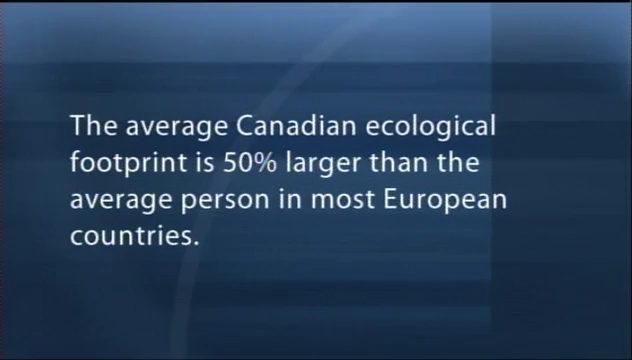 The average Canadian ecological
footprint is 50% larger than the
average person in most European
countries.